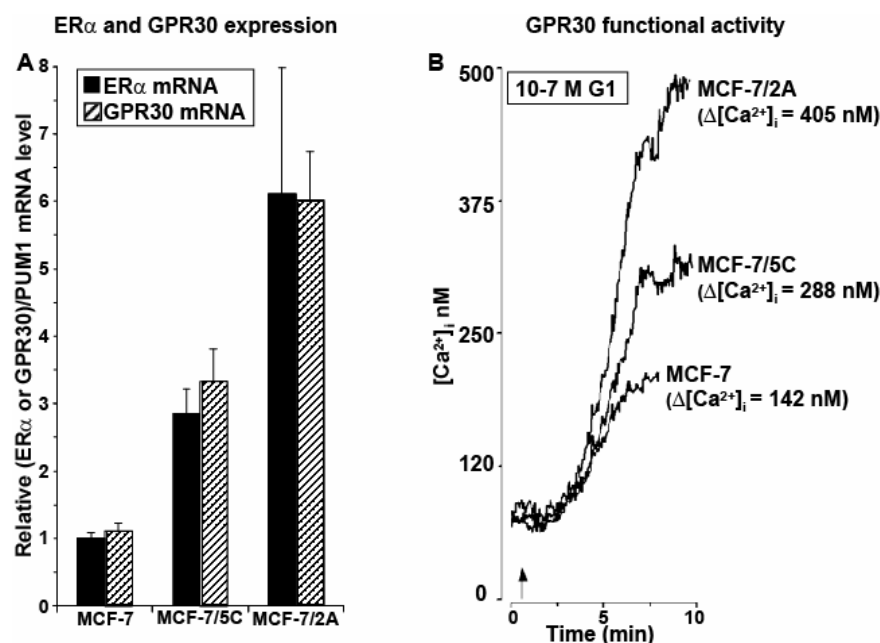 ERα and GPR30 expression
A
ERα mRNA
GPR30 mRNA
Relative (ERα or GPR30)/PUM1 mRNA level
8
7
6
5
4
3
2
1
0
MCF-7 MCF-7/5C MCF-7/2A
GPR30 functional activity
B
10-7 M G1
[Ca²⁺]ᵢ nM
500
375
250
120
0
MCF-7/2A
(Δ[Ca²⁺]ᵢ = 405 nM)
MCF-7/5C
(Δ[Ca²⁺]ᵢ = 288 nM)
MCF-7
(Δ[Ca²⁺]ᵢ = 142 nM)
0 5 10
Time (min)